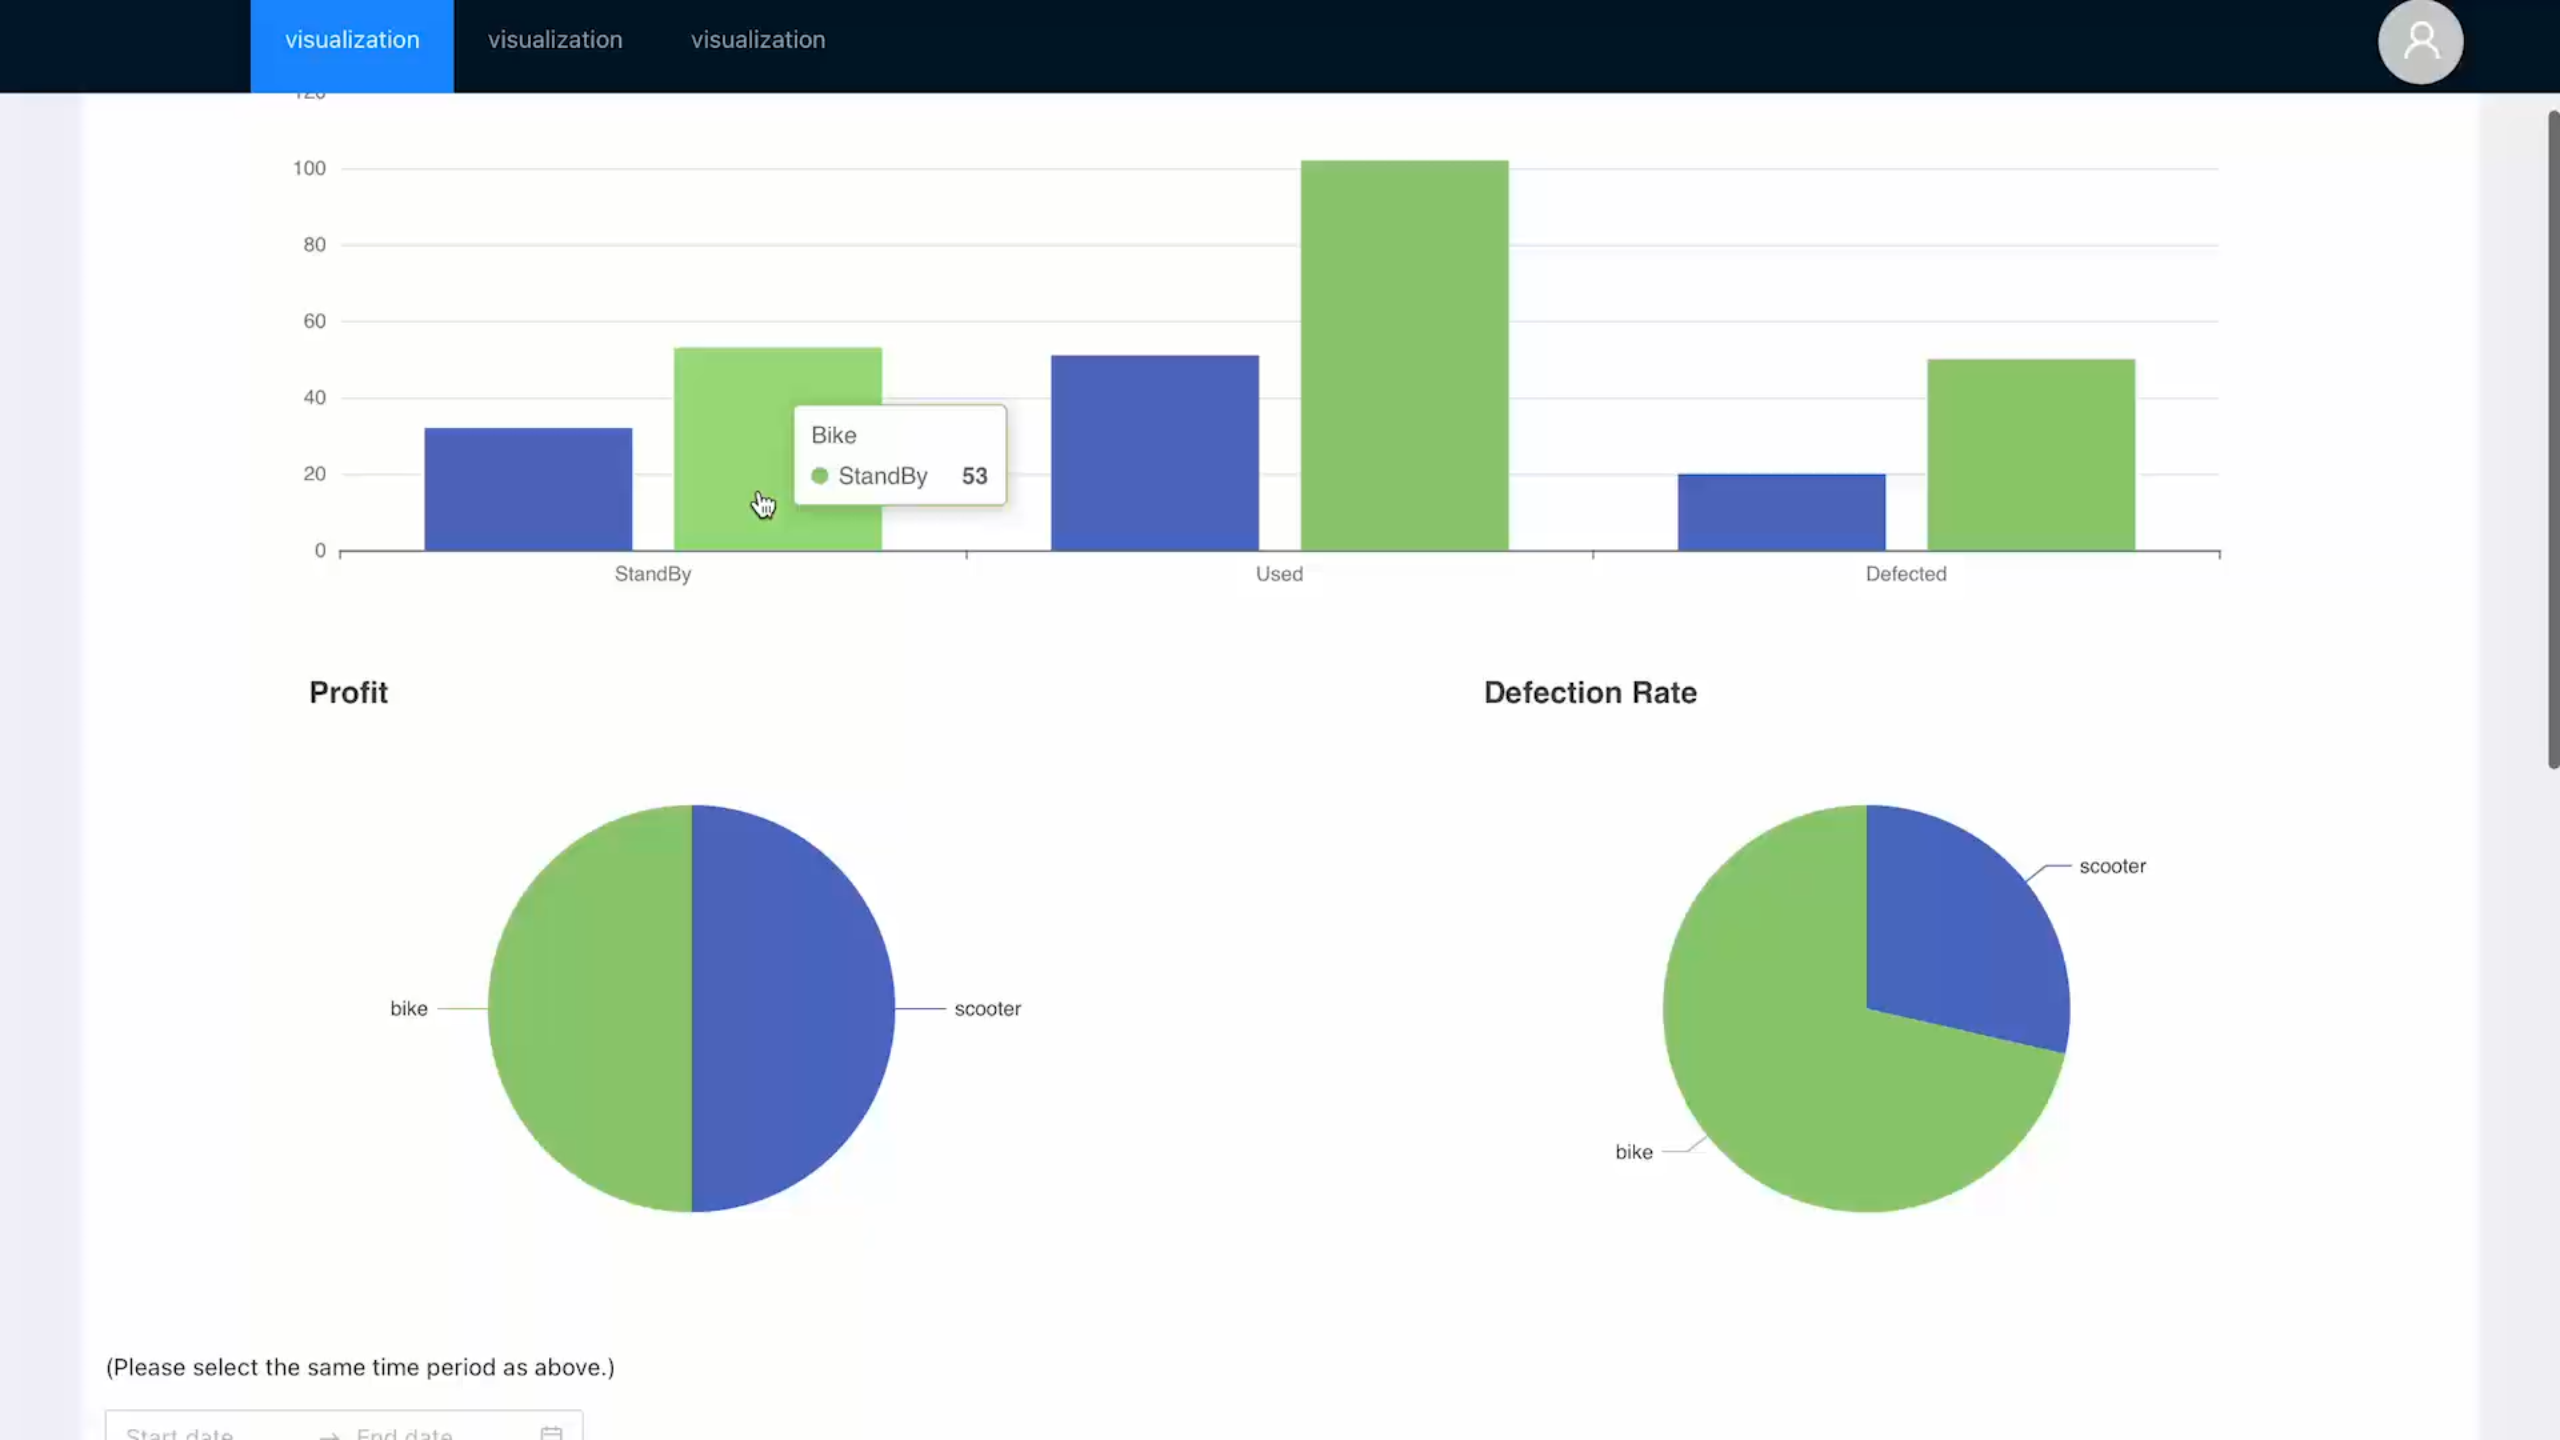 visualization visualization visualization
120
100
80
60
40
20
0
Bike
StandBy 53
StandBy Used Defected
Profit Defection Rate
scooter
bike scooter
bike
(Please select the same time period as above.)
Start date End date